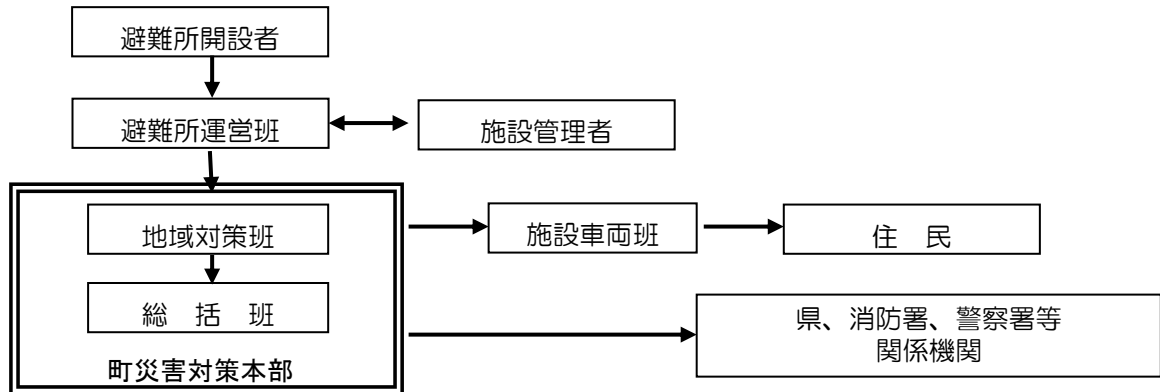 避難所開設者
避難所運営班
施設管理者
地域対策班
施設車両班
住　民
総　括　班
県、消防署、警察署等
関係機関
町災害対策本部